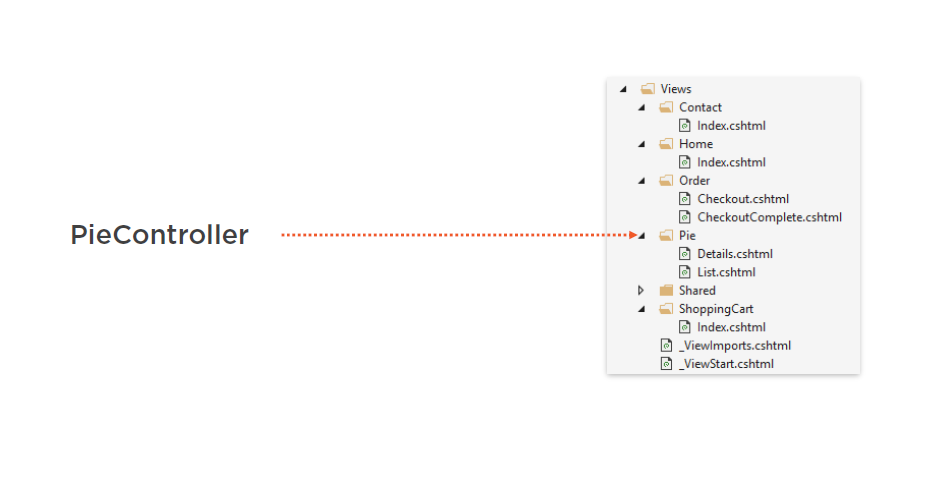 Views
Contact
Index.cshtml
Home
Index.cshtml
Order
Checkout.cshtml
CheckoutComplete.cshtml
PieController
Pie
Details.cshtml
List.cshtml
Shared
ShoppingCart
Index.cshtml
_ViewImports.cshtml
_ViewStart.cshtml